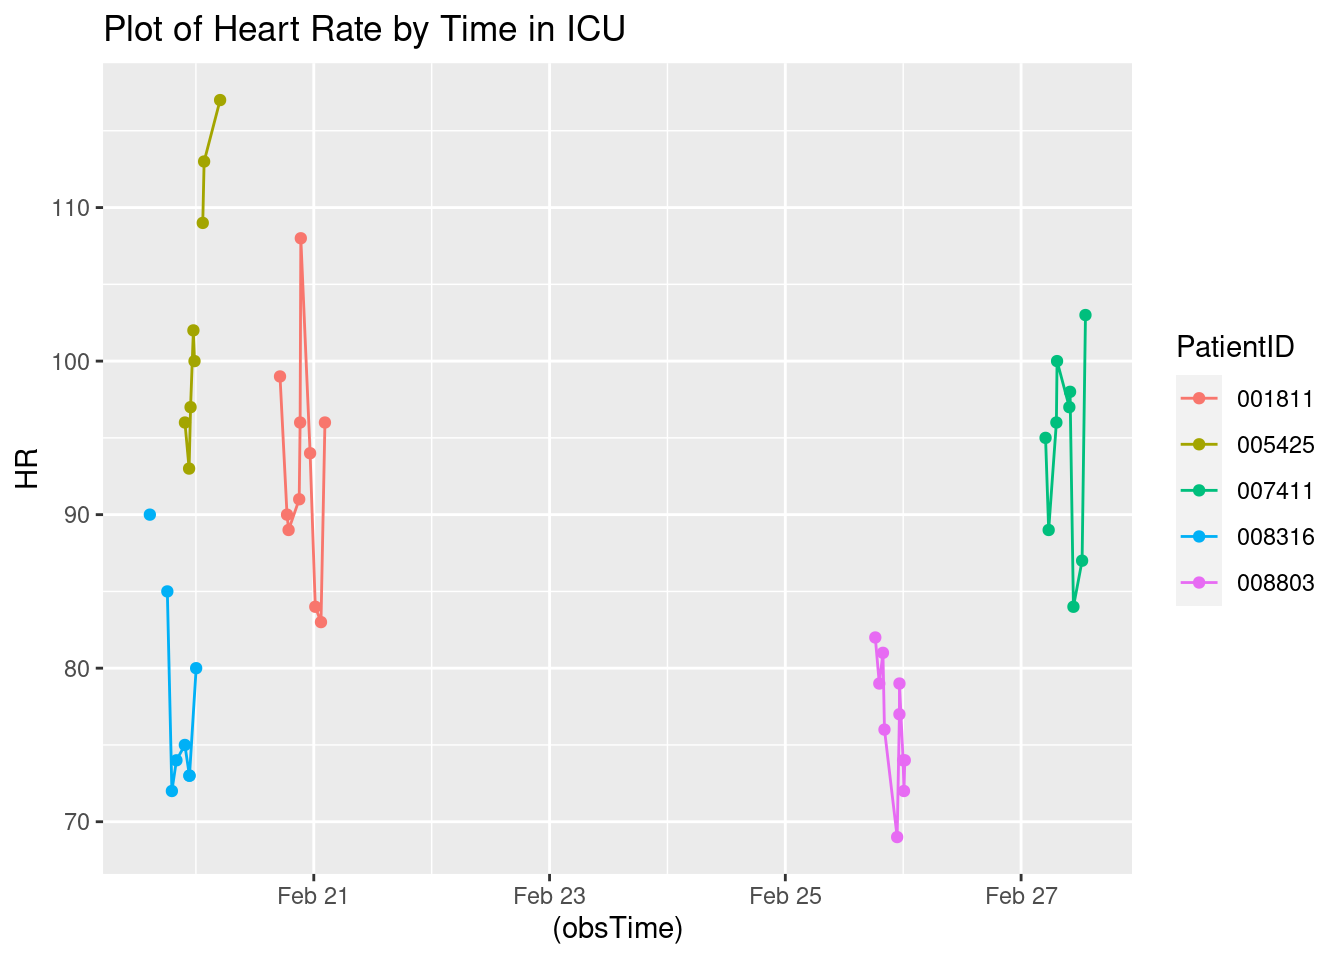 Plot of Heart Rate by Time in ICU
HR
110
100
90
80
70
Feb 21
Feb 23
Feb 25
Feb 27
(obsTime)
PatientID
001811
005425
007411
008316
008803